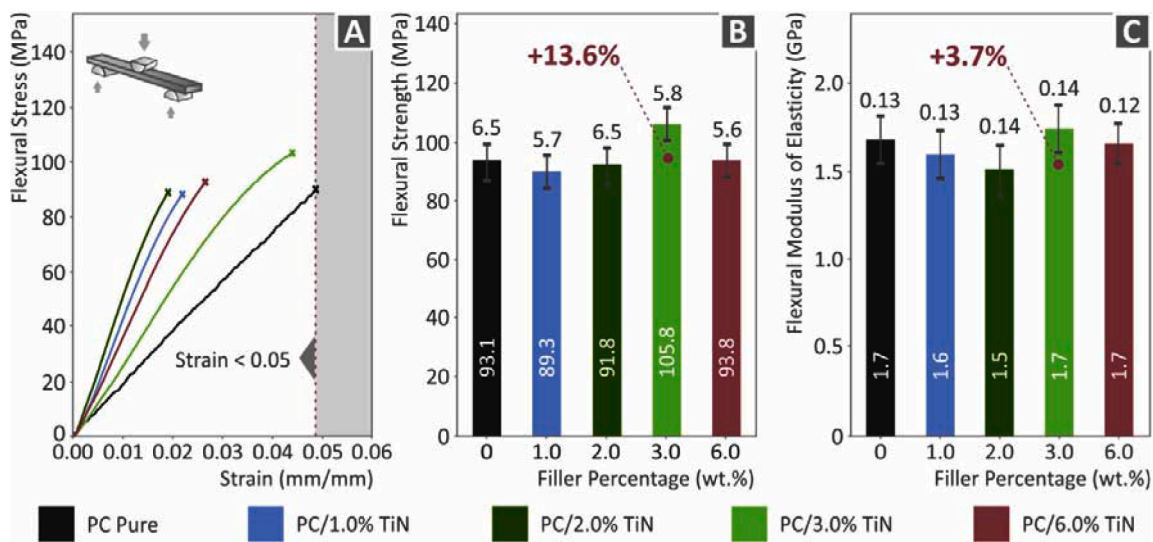 A
Flexural Stress (MPa)
140
120
100
80
60
40
20
0
Strain < 0.05
0.00 0.01 0.02 0.03 0.04 0.05 0.06
Strain (mm/mm)
B
Flexural Strength (MPa)
140
120
100
80
60
40
20
0
+13.6%
6.5 5.7 6.5 5.8 5.6
93.1 89.3 91.8 105.8 93.8
0 1.0 2.0 3.0 6.0
Filler Percentage (wt.%)
C
Flexural Modulus of Elasticity (GPa)
2.0
1.5
1.0
0.5
0
+3.7%
0.13 0.13 0.14 0.14 0.12
1.7 1.6 1.5 1.7 1.7
0 1.0 2.0 3.0 6.0
Filler Percentage (wt.%)
PC Pure PC/1.0% TiN PC/2.0% TiN PC/3.0% TiN PC/6.0% TiN